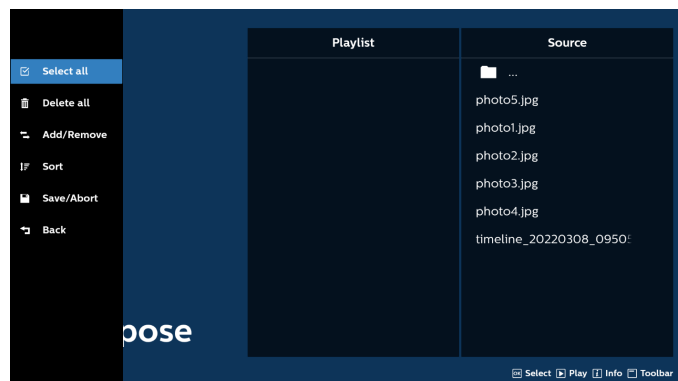 Playlist
Source
Select all
Delete all
Add/Remove
Sort
Save/Abort
Back
...
photo5.jpg
photo1.jpg
photo2.jpg
photo3.jpg
photo4.jpg
timeline_20220308_0950
pose
Select Play Info Toolbar